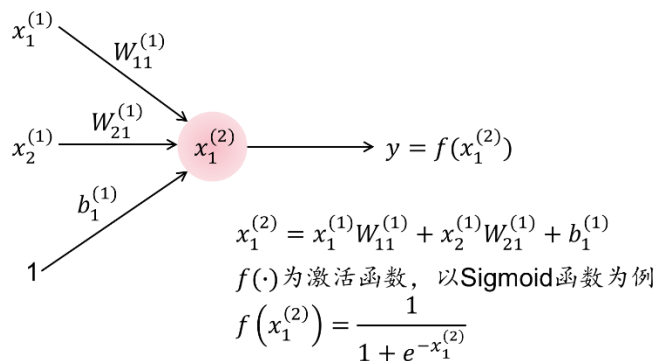 x_1^{(1)}
W_{11}^{(1)}
W_{21}^{(1)}
x_2^{(1)}
x_1^{(2)}
y = f(x_1^{(2)})
b_1^{(1)}
1
x_1^{(2)} = x_1^{(1)}W_{11}^{(1)} + x_2^{(1)}W_{21}^{(1)} + b_1^{(1)}
f(·)为激活函数，以Sigmoid函数为例
f(x_1^{(2)}) = \frac{1}{1 + e^{-x_1^{(2)}}}